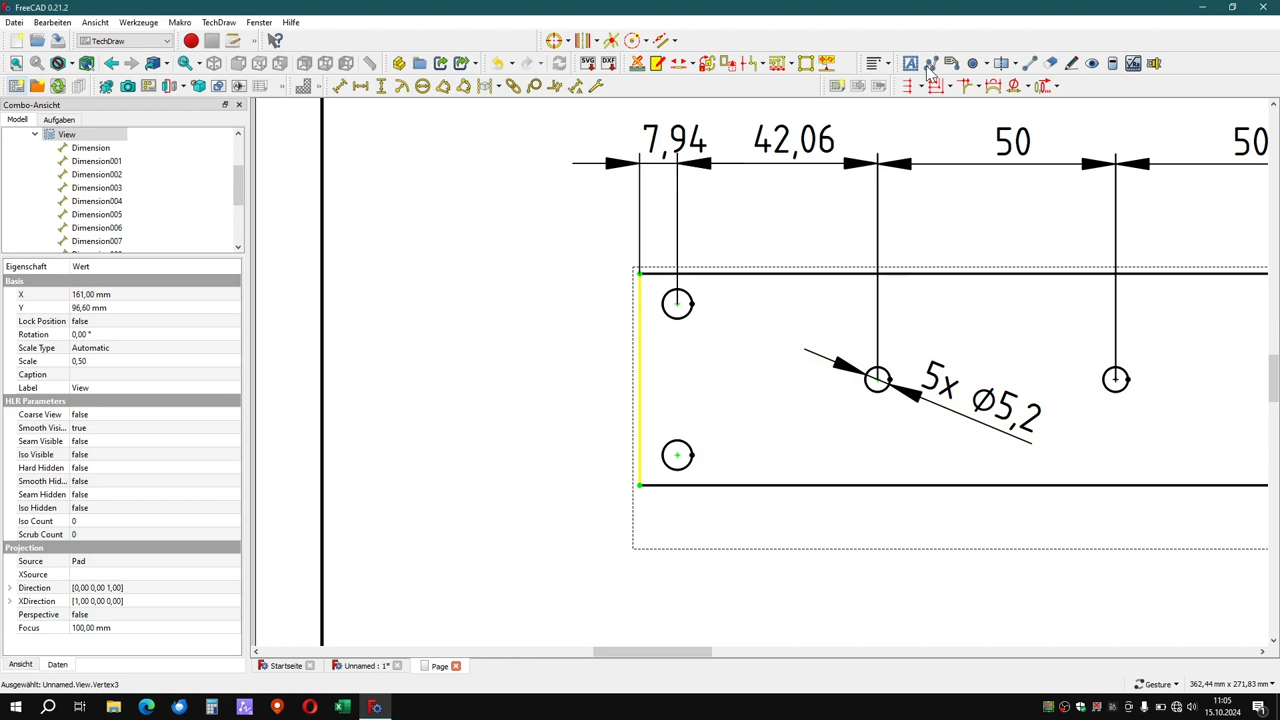 FreeCAD 0.21.2
Datei Bearbeiten Ansicht Werkzeuge Makro TechDraw Fenster Hilfe
TechDraw
SVG DXF
Combo-Ansicht
Modell Aufgaben
View
Dimension
Dimension001
Dimension002
Dimension003
Dimension004
Dimension005
Dimension006
Dimension007
Eigenschaft Wert
Basis
X 161,00 mm
Y 96,60 mm
Lock Position false
Rotation 0,00 °
Scale Type Automatic
Scale 0,50
Caption
Label View
HLR Parameters
Coarse View false
Smooth Visi... true
Seam Visible false
Iso Visible false
Hard Hidden false
Smooth Hid... false
Seam Hidden false
Iso Hidden false
Iso Count 0
Scrub Count 0
Projection
Source Pad
XSource
Direction [0,00 0,00 1,00]
XDirection [1,00 0,00 0,00]
Perspective false
Focus 100,00 mm
Ansicht Daten
7,94 42,06 50 50
5x ⌀5,2
Startseite Unnamed : 1* Page
Ausgewählt: Unnamed.View.Vertex3
Gesture 362,44 mm x 271,83 mm
11:05
15.10.2024